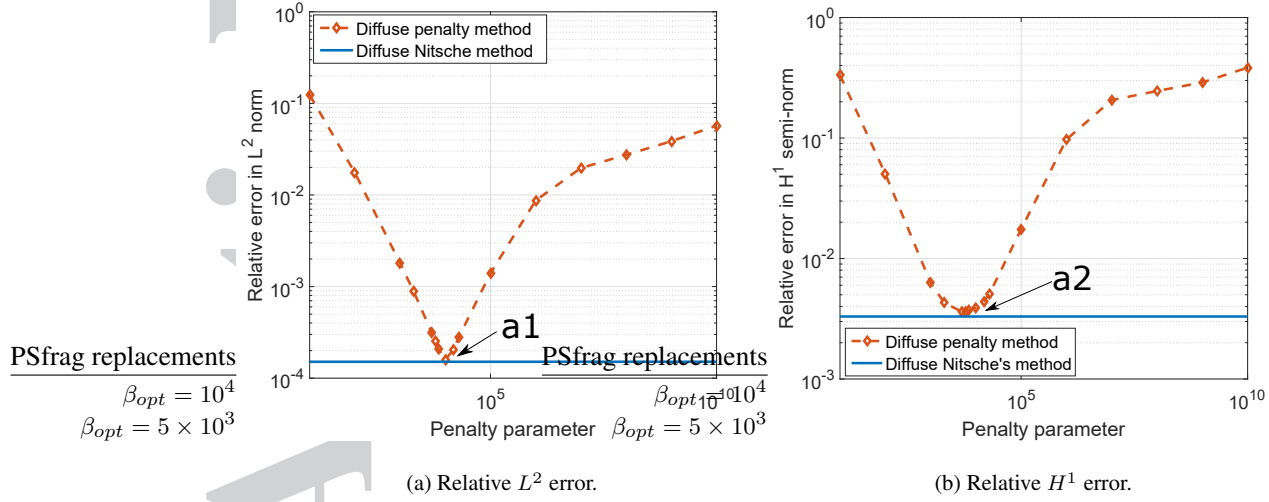 10^0
10^-1
10^-2
10^-3
10^-4
Relative error in L^2 norm
Diffuse penalty method
Diffuse Nitsche method
a1
10^5
10^10
Penalty parameter
PSfrag replacements
β_opt = 10^4
β_opt = 5 × 10^3
(a) Relative L^2 error.
10^0
10^-1
10^-2
10^-3
Relative error in H^1 semi-norm
a2
Diffuse penalty method
Diffuse Nitsche's method
10^5
10^10
Penalty parameter
PSfrag replacements
β_opt = 10^4
β_opt = 5 × 10^3
(b) Relative H^1 error.